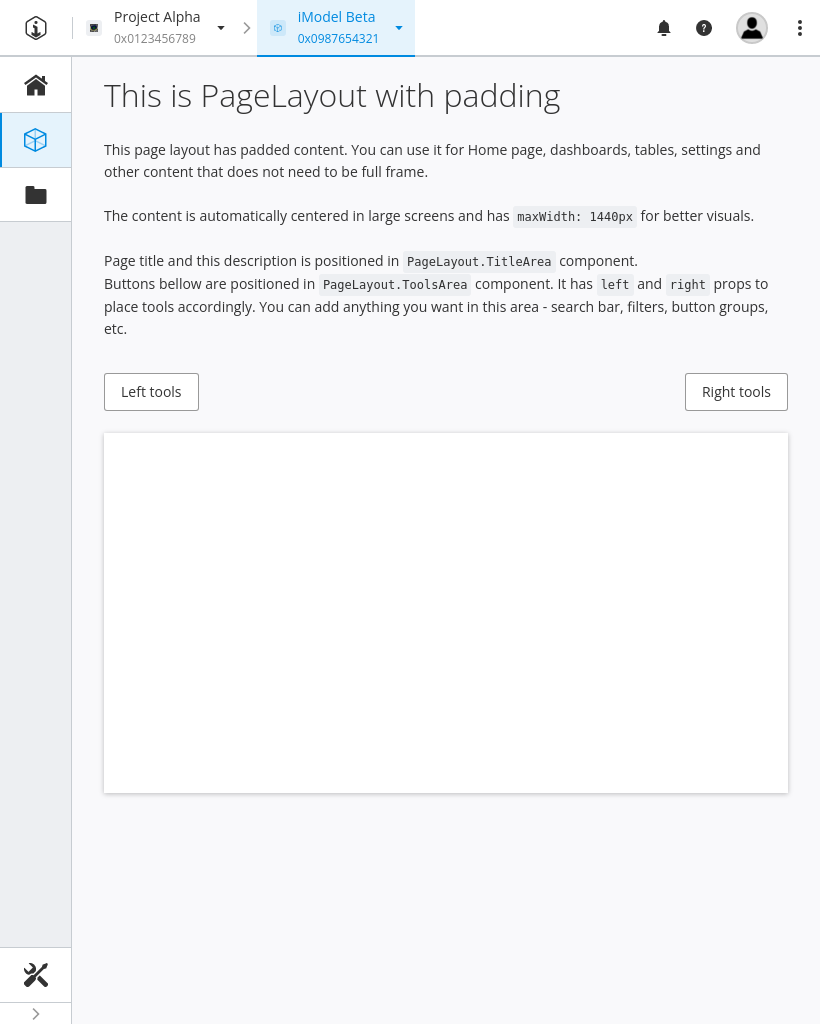 Project Alpha
0x0123456789
iModel Beta
0x0987654321
This is PageLayout with padding
This page layout has padded content. You can use it for Home page, dashboards, tables, settings and
other content that does not need to be full frame.
The content is automatically centered in large screens and has maxWidth: 1440px for better visuals.
Page title and this description is positioned in PageLayout.TitleArea component.
Buttons bellow are positioned in PageLayout.ToolsArea component. It has left and right props to
place tools accordingly. You can add anything you want in this area - search bar, filters, button groups,
etc.
Left tools
Right tools